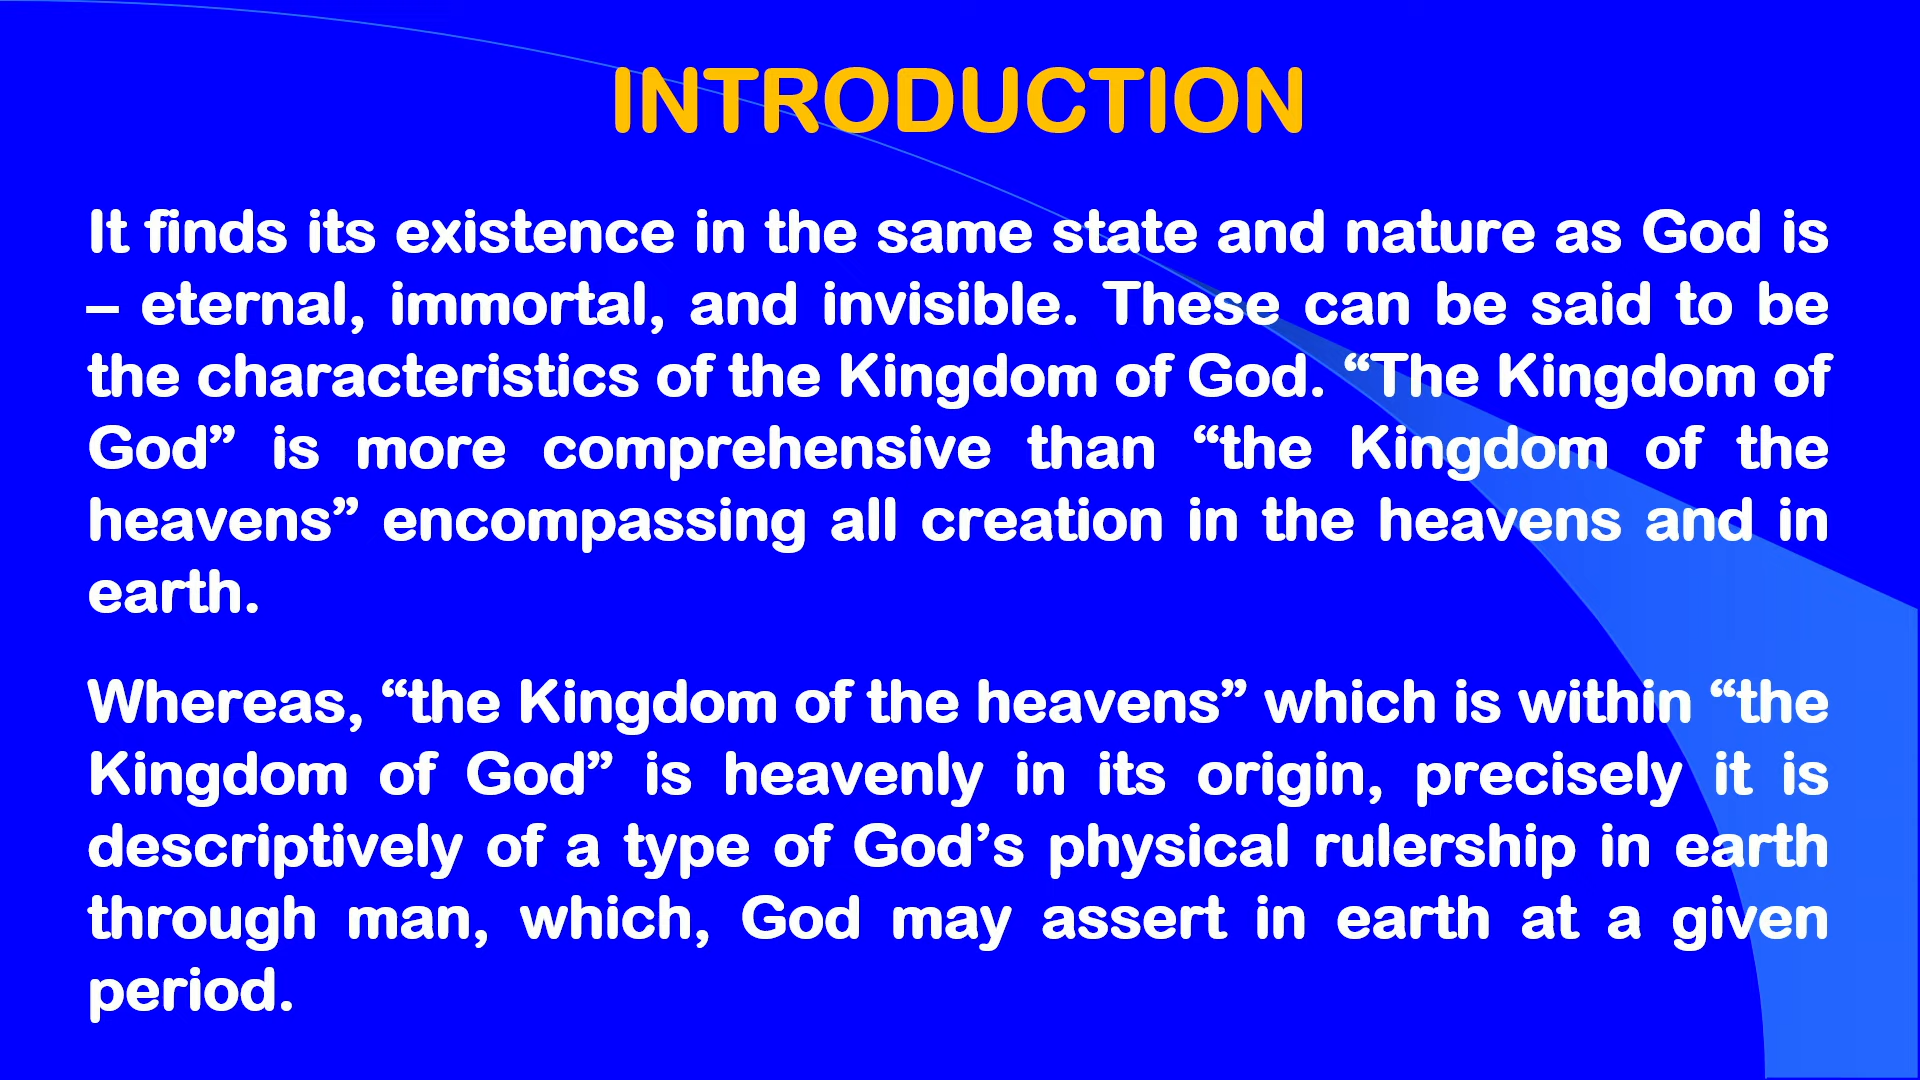 INTRODUCTION
It finds its existence in the same state and nature as God is
– eternal, immortal, and invisible. These can be said to be
the characteristics of the Kingdom of God. “The Kingdom of
God” is more comprehensive than “the Kingdom of the
heavens” encompassing all creation in the heavens and in
earth.
Whereas, “the Kingdom of the heavens” which is within “the
Kingdom of God” is heavenly in its origin, precisely it is
descriptively of a type of God’s physical rulership in earth
through man, which, God may assert in earth at a given
period.